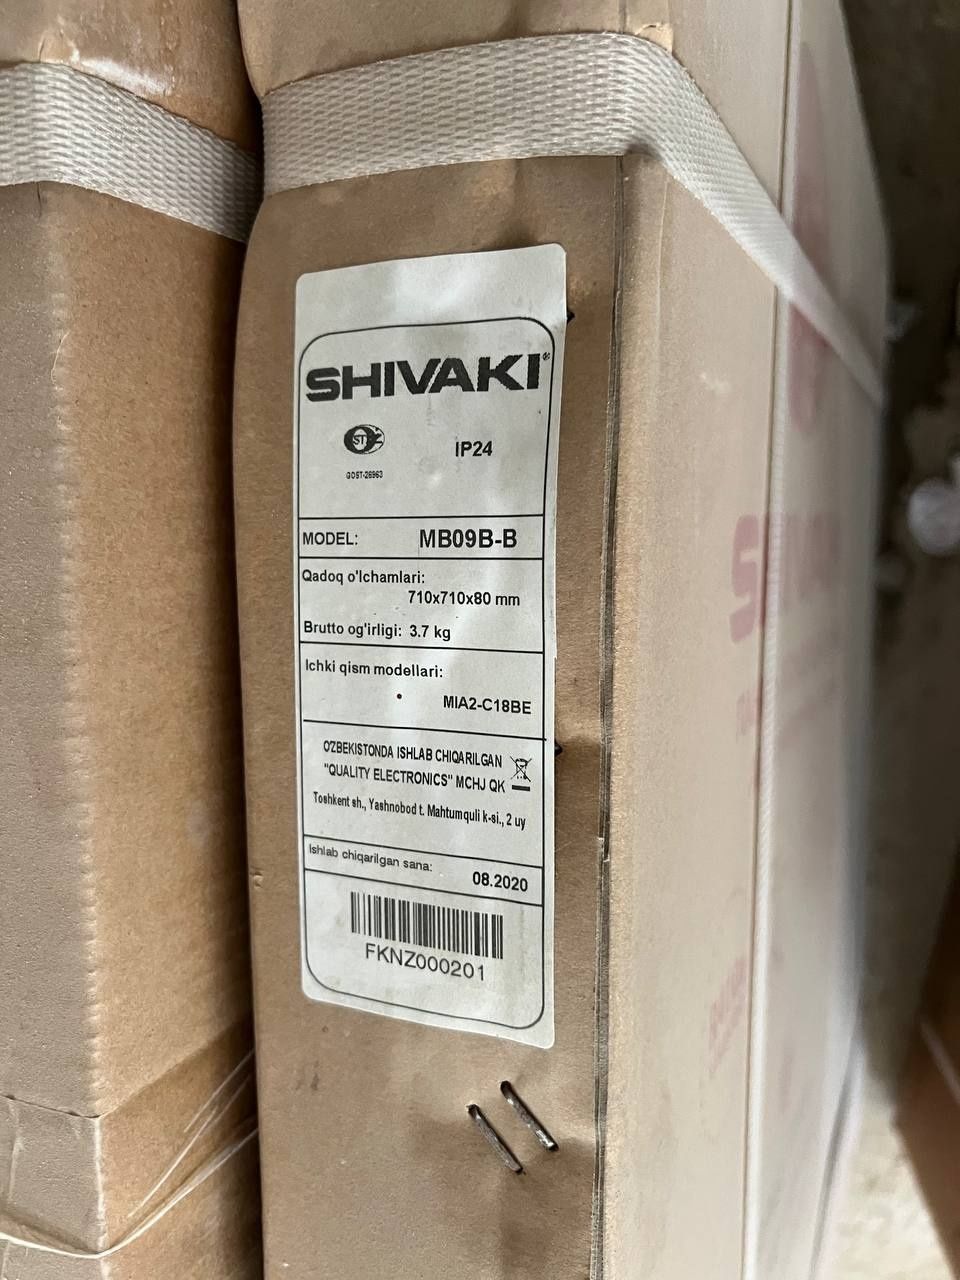 SHIVAKI®
IP24
GOST-26963
MODEL: MB09B-B
Qadoq o'lchamlari:
710x710x80 mm
Brutto og'irligi: 3.7 kg
Ichki qism modellari:
MIA2-C18BE
O'ZBEKISTONDA ISHLAB CHIQARILGAN
"QUALITY ELECTRONICS" MCHJ QK
Toshkent sh., Yashnobod t. Mahtumquli k-si., 2 uy
Ishlab chiqarilgan sana:
08.2020
FKNZ000201